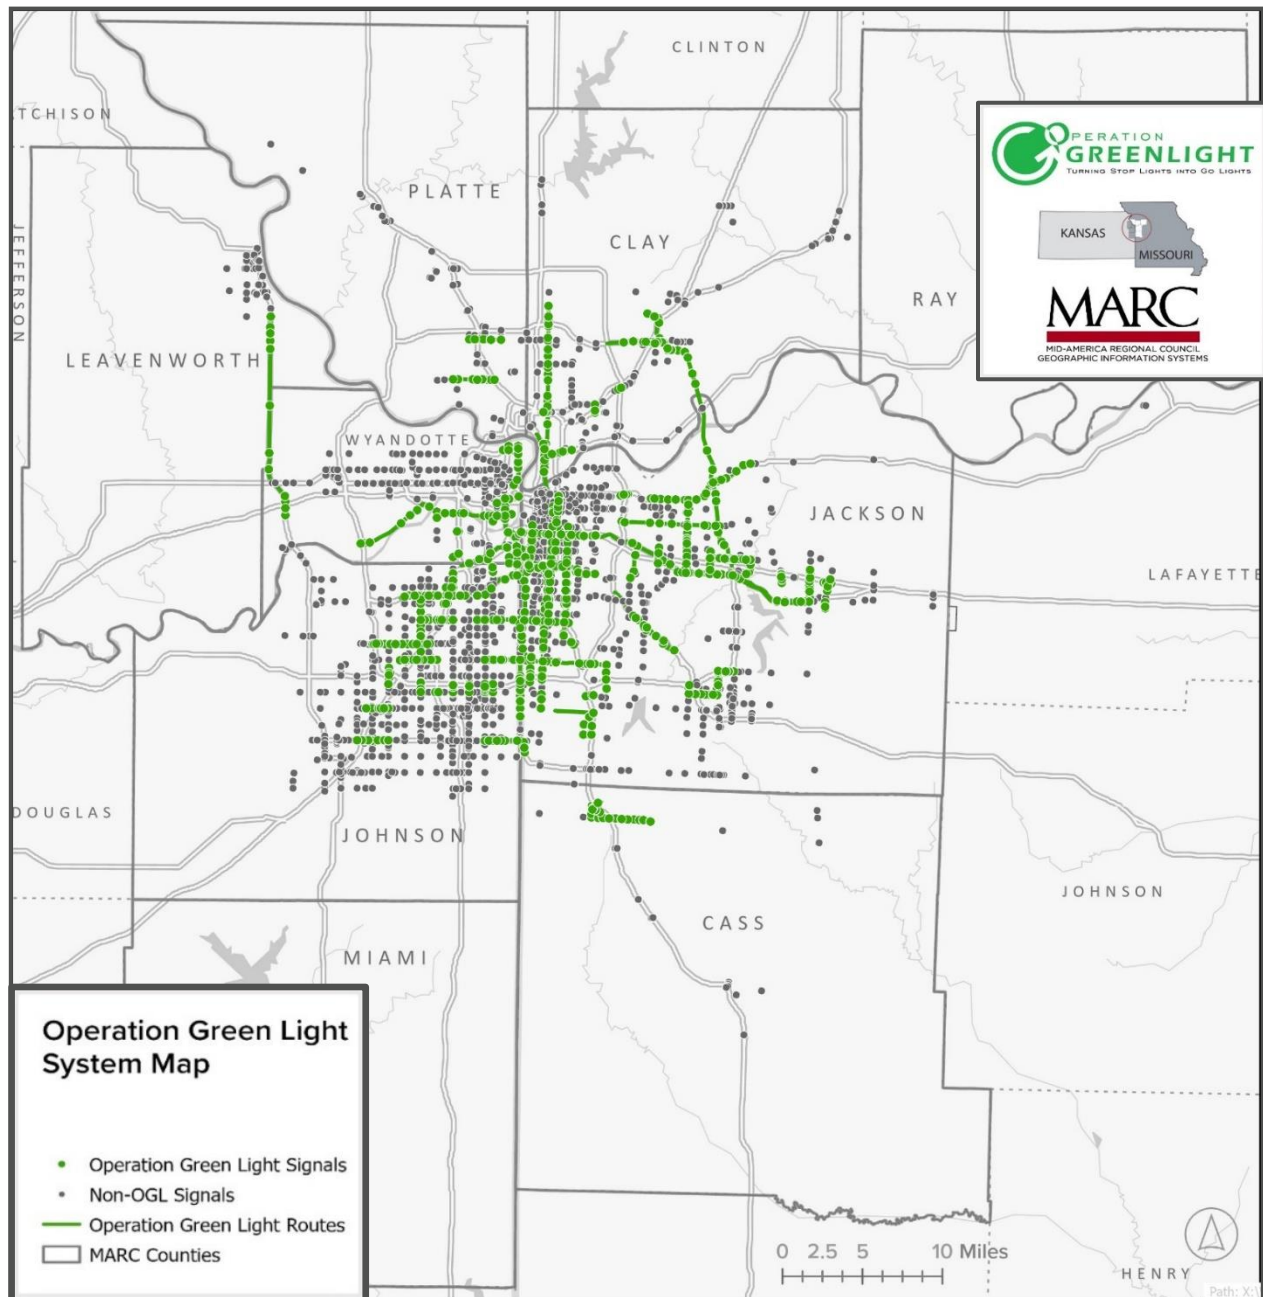 CLINTON
TCHISON
PLATTE
CLAY
RAY
JEFFERSON
LEAVENWORTH
WYANDOTTE
JACKSON
LAFAYETTE
DOUGLAS
JOHNSON
JOHNSON
CASS
MIAMI
HENRY
OPERATION
GREENLIGHT
TURNING STOP LIGHTS INTO GO LIGHTS
KANSAS
MISSOURI
MARC
MID-AMERICA REGIONAL COUNCIL
GEOGRAPHIC INFORMATION SYSTEMS
Operation Green Light
System Map
Operation Green Light Signals
Non-OGL Signals
Operation Green Light Routes
MARC Counties
0 2.5 5 10 Miles
Path: X:\